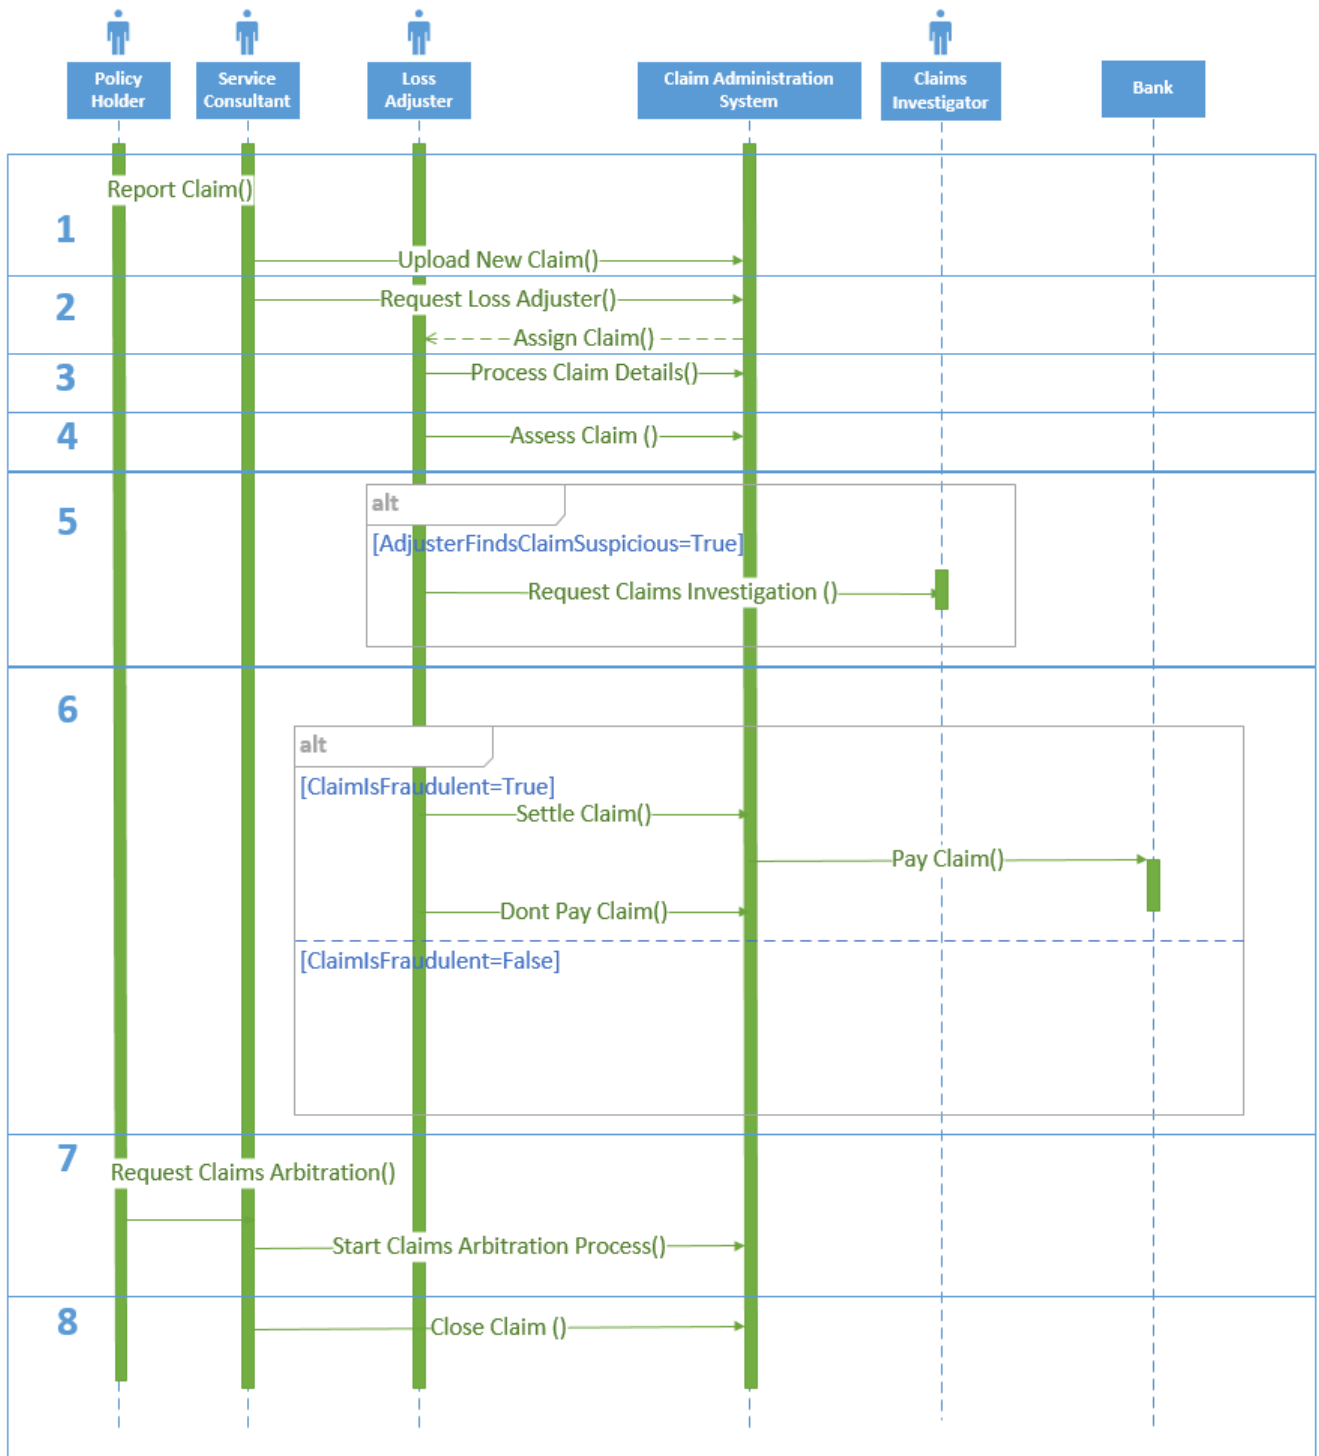 Policy
Holder
Service
Consultant
Loss
Adjuster
Claim Administration
System
Claims
Investigator
Bank
1
Report Claim()
Upload New Claim()
2
Request Loss Adjuster()
Assign Claim()
3
Process Claim Details()
4
Assess Claim ()
5
alt
[AdjusterFindsClaimSuspicious=True]
Request Claims Investigation ()
6
alt
[ClaimIsFraudulent=True]
Settle Claim()
Pay Claim()
Dont Pay Claim()
[ClaimIsFraudulent=False]
7
Request Claims Arbitration()
Start Claims Arbitration Process()
8
Close Claim ()